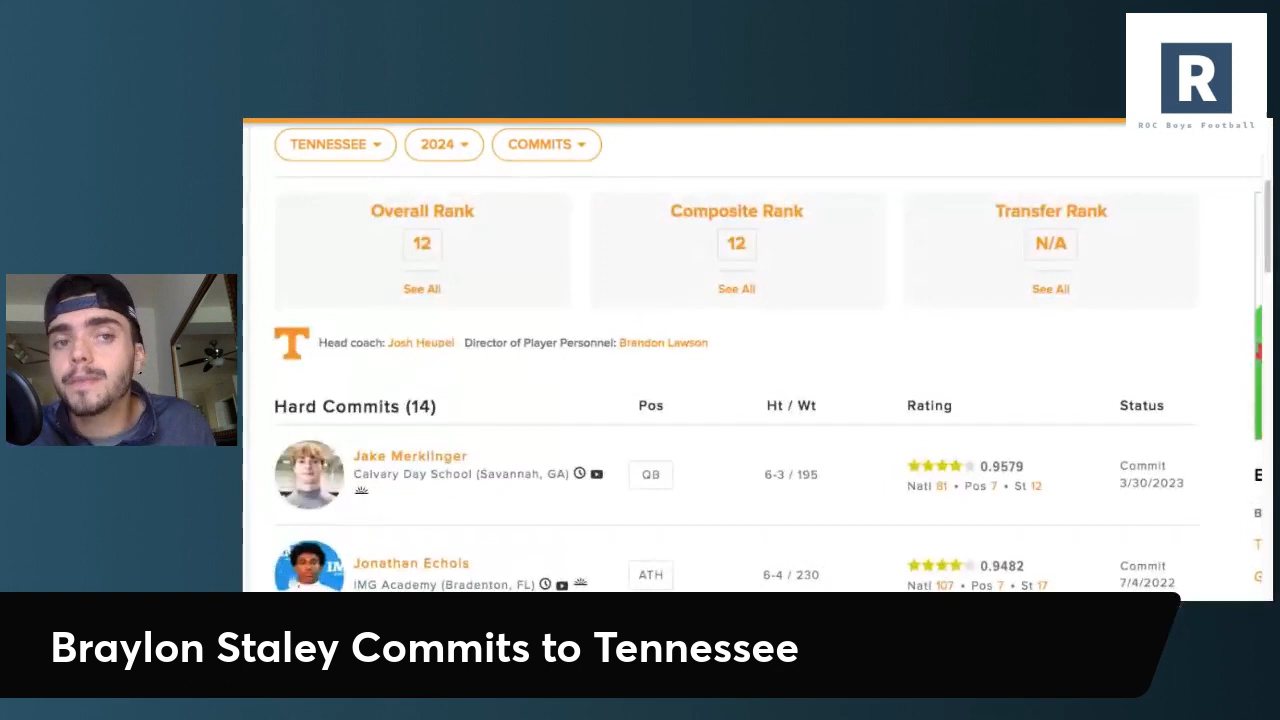 R
ROC Boys Football
TENNESSEE
2024
COMMITS
Overall Rank
Composite Rank
Transfer Rank
12
12
N/A
See All
See All
See All
T
Head coach: Josh Heupel Director of Player Personnel: Brandon Lawson
Hard Commits (14)
Pos
Ht / Wt
Rating
Status
Jake Merklinger
Calvary Day School (Savannah, GA)
QB
6-3 / 195
0.9579
Natl 81 • Pos 7 • St 12
Commit
3/30/2023
Jonathan Echols
IMG Academy (Bradenton, FL)
ATH
6-4 / 230
0.9482
Natl 107 • Pos 7 • St 17
Commit
7/4/2022
Braylon Staley Commits to Tennessee